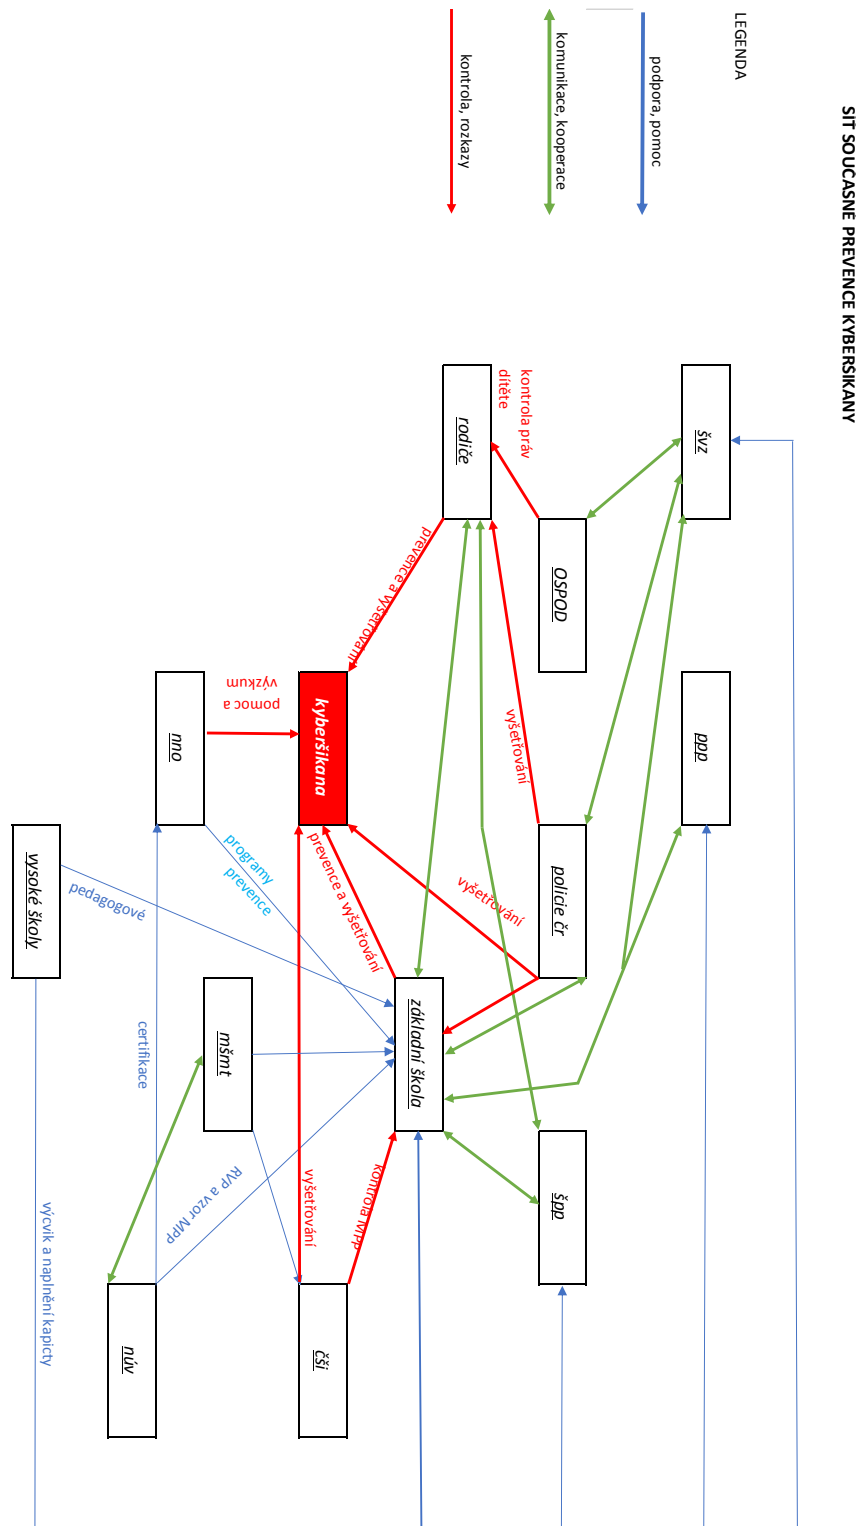 SÍŤ SOUČASNÉ PREVENCE KYBERŠIKANY
LEGENDA
podpora, pomoc
komunikace, kooperace
kontrola, rozkazy
švz
ppp
OSPOD
policie čr
špp
kontrola práv
dítěte
vyšetřování
vyšetřování
rodiče
základní škola
prevence a vyšetřování
prevence a vyšetřování
kontrola MPP
kyberšikana
vyšetřování
čši
pomoc a
výzkum
programy
prevence
RVP a vzor MPP
nno
mšmt
certifikace
núv
pedagogové
vysoké školy
výcvik a naplnění kapicty